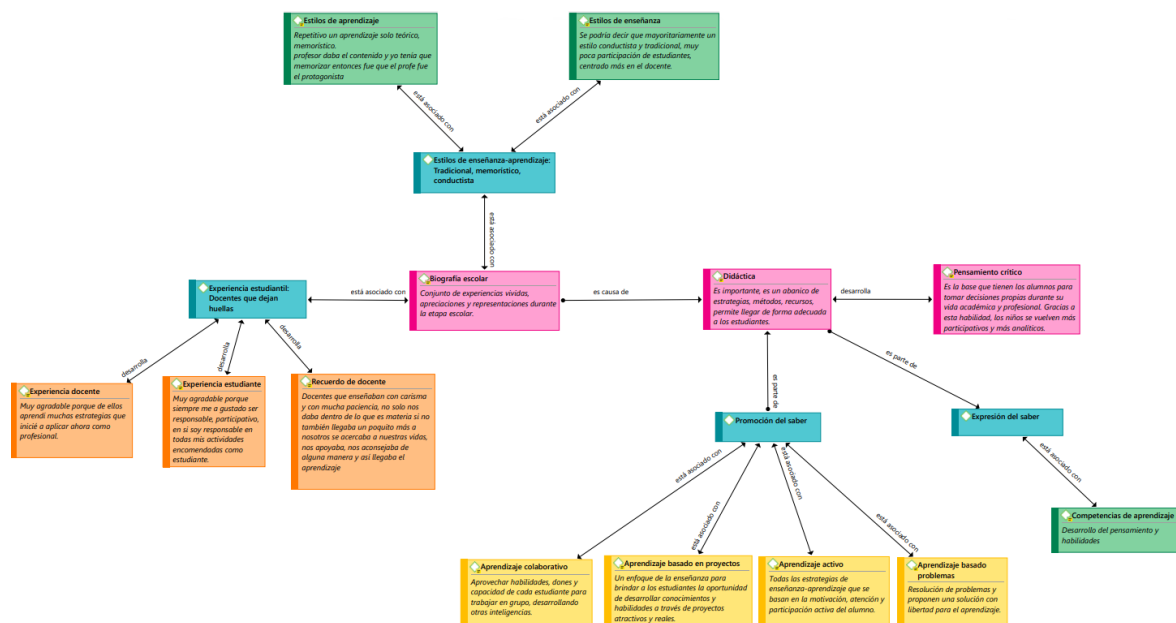 Estilos de aprendizaje
Repetitivo un aprendizaje solo teórico,
memorístico.
profesor daba el contenido y yo tenía que
memorizar entonces fue que el profe fue
el protagonista
Estilos de enseñanza
Se podría decir que mayoritariamente un
estilo conductista y tradicional, muy
poca participación de estudiantes,
centrado más en el docente.
está asociado con
está asociado con
Estilos de enseñanza-aprendizaje:
Tradicional, memorístico,
conductista
está asociado con
Experiencia estudiantil:
Docentes que dejan
huellas
está asociado con
Biografía escolar
Conjunto de experiencias vividas,
apreciaciones y representaciones durante
la etapa escolar.
es causa de
Didáctica
Es importante, es un abanico de
estrategias, métodos, recursos,
permite llegar de forma adecuada
a los estudiantes.
desarrolla
Pensamiento crítico
Es la base que tienen los alumnos para
tomar decisiones propias durante su
vida académica y profesional. Gracias a
esta habilidad, los niños se vuelven más
participativos y más analíticos.
desarrolla
desarrolla
desarrolla
es parte de
es parte de
Experiencia docente
Muy agradable porque de ellos
aprendí muchas estrategias que
inicié a aplicar ahora como
profesional.
Experiencia estudiante
Muy agradable porque
siempre me a gustado ser
responsable, participativo,
en si soy responsable en
todas mis actividades
encomendadas como
estudiante.
Recuerdo de docente
Docentes que enseñaban con carisma
y con mucha paciencia, no solo nos
daba dentro de lo que es materia si no
también llegaba un poquito más a
nosotros se acercaba a nuestras vidas,
nos apoyaba, nos aconsejaba de
alguna manera y así llegaba el
aprendizaje
Promoción del saber
Expresión del saber
está asociado con
está asociado con
está asociado con
está asociado con
está asociado con
Competencias de aprendizaje
Desarrollo del pensamiento y
habilidades
Aprendizaje colaborativo
Aprovechar habilidades, dones y
capacidad de cada estudiante para
trabajar en grupo, desarrollando
otras inteligencias.
Aprendizaje basado en proyectos
Un enfoque de la enseñanza para
brindar a los estudiantes la oportunidad
de desarrollar conocimientos y
habilidades a través de proyectos
atractivos y reales.
Aprendizaje activo
Todas las estrategias de
enseñanza-aprendizaje que se
basan en la motivación, atención y
participación activa del alumno.
Aprendizaje basado
problemas
Resolución de problemas y
proponen una solución con
libertad para el aprendizaje.